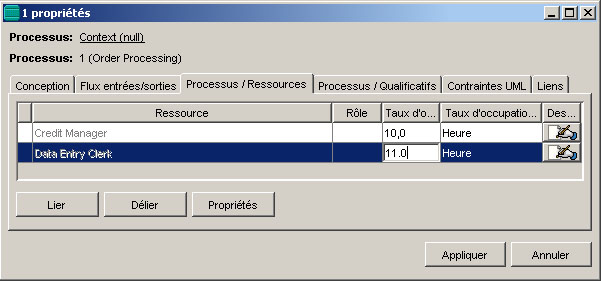 1 propriétés
Processus: Context (null)
Processus: 1 (Order Processing)
Conception Flux entrées/sorties Processus / Ressources Processus / Qualificatifs Contraintes UML Liens
Ressource Rôle Taux d'o... Taux d'occupatio... Des...
Credit Manager 10,0 Heure
Data Entry Clerk 11.0 Heure
Lier Délier Propriétés
Appliquer Annuler